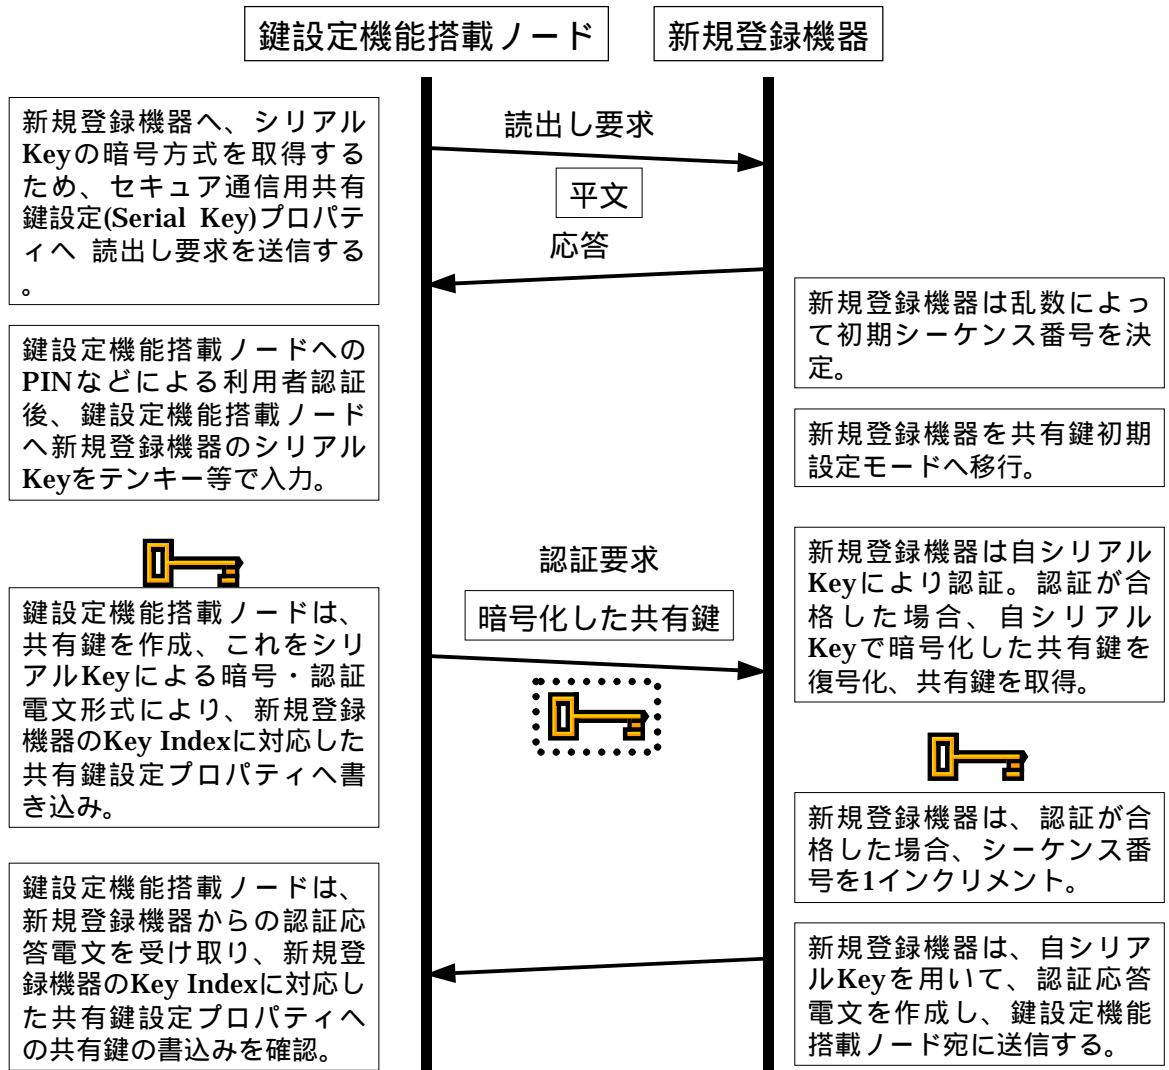 鍵設定機能搭載ノード
新規登録機器
新規登録機器へ、シリアル
Keyの暗号方式を取得する
ため、セキュア通信用共有
鍵設定(Serial Key)プロパテ
ィへ 読出し要求を送信する
。
読出し要求
平文
応答
新規登録機器は乱数によっ
て初期シーケンス番号を決
定。
鍵設定機能搭載ノードへの
PINなどによる利用者認証
後、鍵設定機能搭載ノード
へ新規登録機器のシリアル
Keyをテンキー等で入力。
新規登録機器を共有鍵初期
設定モードへ移行。
認証要求
暗号化した共有鍵
新規登録機器は自シリアル
Keyにより認証。認証が合
格した場合、自シリアル
Keyで暗号化した共有鍵を
復号化、共有鍵を取得。
鍵設定機能搭載ノードは、
共有鍵を作成、これをシリ
アルKeyによる暗号・認証
電文形式により、新規登録
機器のKey Indexに対応した
共有鍵設定プロパティへ書
き込み。
新規登録機器は、認証が合
格した場合、シーケンス番
号を1インクリメント。
鍵設定機能搭載ノードは、
新規登録機器からの認証応
答電文を受け取り、新規登
録機器のKey Indexに対応し
た共有鍵設定プロパティへ
の共有鍵の書込みを確認。
新規登録機器は、自シリア
ルKeyを用いて、認証応答
電文を作成し、鍵設定機能
搭載ノード宛に送信する。